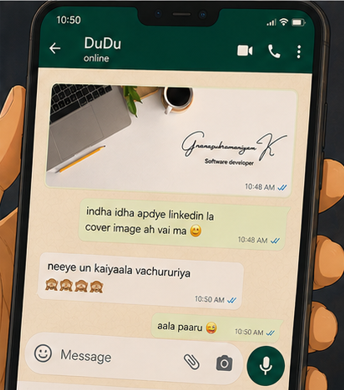 10:50
DuDu
online
Gnanasubramaniyam K
Software developer
10:48 AM
indha idha apdye linkedin la
cover image ah vai ma 😊
10:48 AM
neeye un kaiyaala vachururiya
🙈🙈🙈🙈
10:50 AM
aala paaru 😜
10:50 AM
Message